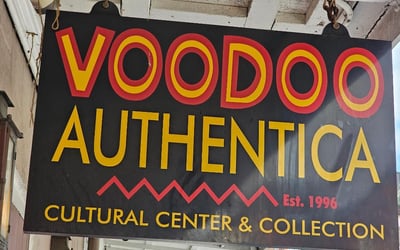 VOODOO
AUTHENTICA
Est. 1996
CULTURAL CENTER & COLLECTION